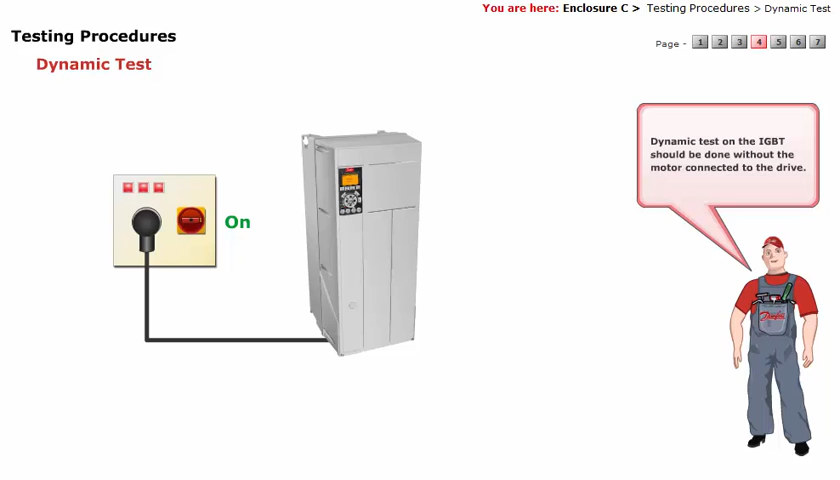 You are here: Enclosure C > Testing Procedures > Dynamic Test
Testing Procedures
Page - 1 2 3 4 5 6 7
Dynamic Test
Dynamic test on the IGBT
should be done without the
motor connected to the drive.
On
Danfoss